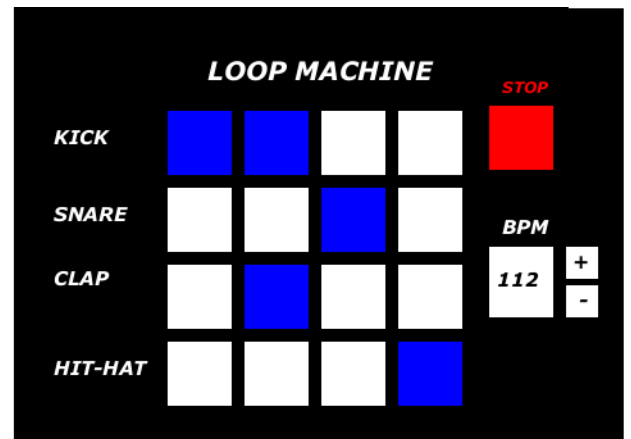 LOOP MACHINE
STOP
KICK
SNARE
BPM
CLAP
112
+
-
HIT-HAT